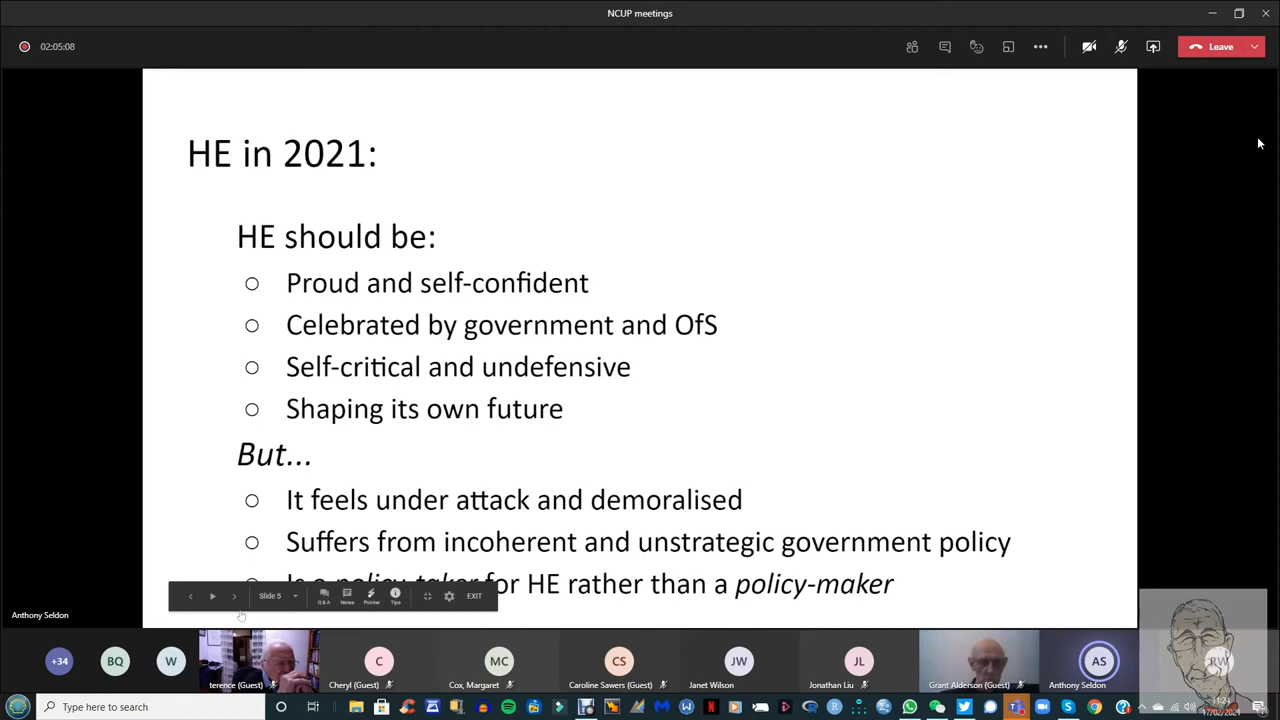 NCUP meetings
02:05:08
Leave
HE in 2021:
HE should be:
Proud and self-confident
Celebrated by government and OfS
Self-critical and undefensive
Shaping its own future
But...
It feels under attack and demoralised
Suffers from incoherent and unstrategic government policy
Is a policy-taker for HE rather than a policy-maker
Slide 5
Q&A
Notes
Pointer
Tips
EXIT
Anthony Seldon
+34
BQ
W
terence (Guest)
C
Cheryl (Guest)
MC
Cox, Margaret
CS
Caroline Sawers (Guest)
JW
Janet Wilson
JL
Jonathan Liu
Grant Alderson (Guest)
AS
Anthony Seldon
RW
Type here to search
17/02/2021